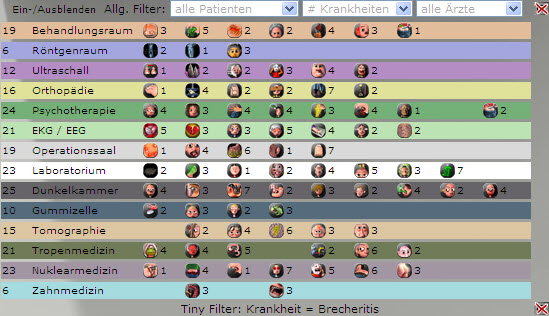 Ein-/Ausblenden Allg. Filter: alle Patienten # Krankheiten alle Ärzte
19 Behandlungsraum 3 5 2 2 4 3 1
6 Röntgenraum 2 1 3
12 Ultraschall 1 2 2 3 4 2
16 Orthopädie 1 4 2 2 7 2
24 Psychotherapie 2 3 4 4 3 4 1 2
21 EKG / EEG 5 3 3 5 4 2 2
19 Operationssaal 1 4 6 1 7
23 Laboratorium 2 3 1 2 4 5 3 7
25 Dunkelkammer 4 3 7 2 3 2 4 2 4
10 Gummizelle 2 3 2 3
15 Tomographie 2 4 6 3 3
21 Tropenmedizin 4 4 5 2 6 2
23 Nuklearmedizin 1 4 1 7 5 6 3
6 Zahnmedizin 3 3
Tiny Filter: Krankheit = Brecheritis